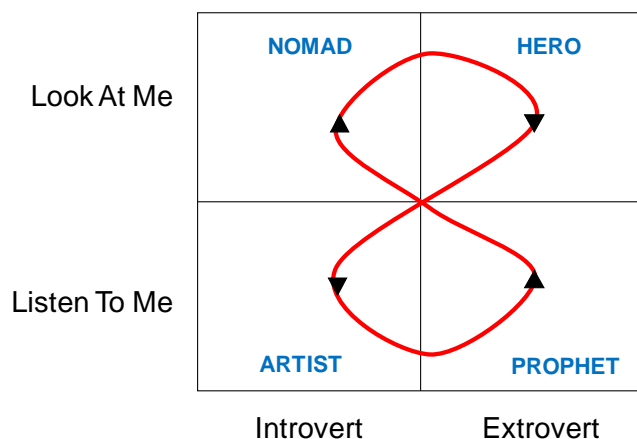 NOMAD
HERO
Look At Me
Listen To Me
ARTIST
PROPHET
Introvert
Extrovert